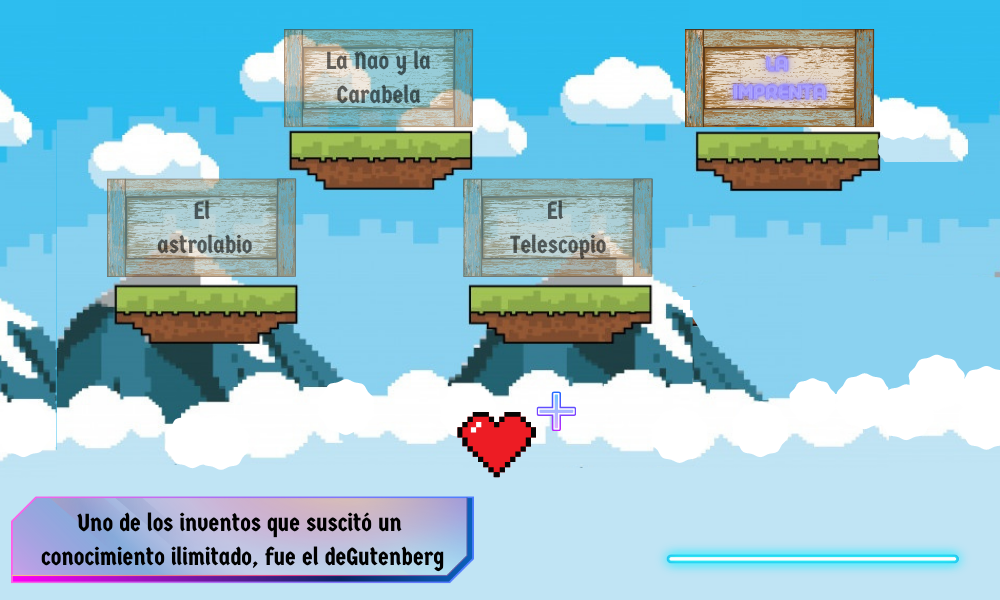 La Nao y la
Carabela
LA
IMPRENTA
El
astrolabio
El
Telescopio
Uno de los inventos que suscitó un
conocimiento ilimitado, fue el deGutenberg